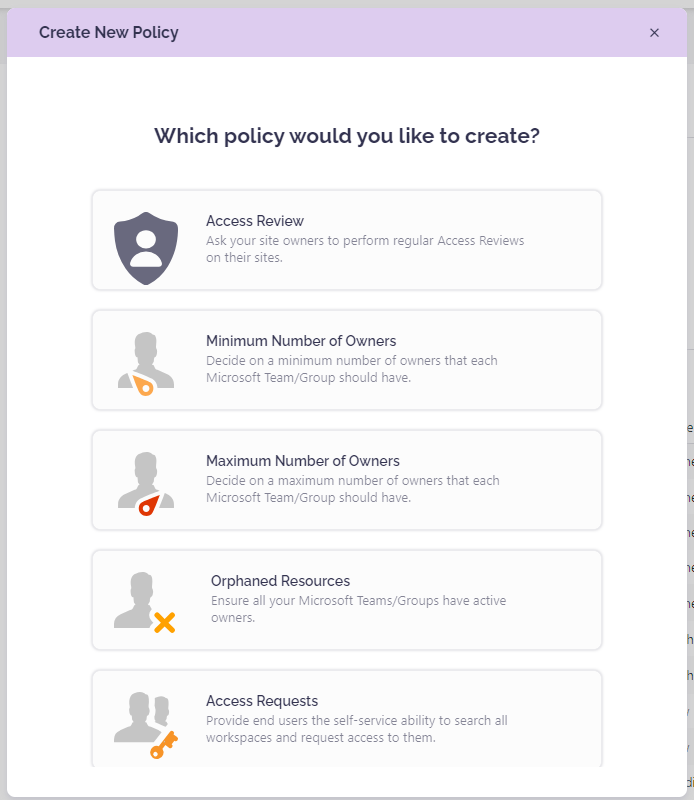 Create New Policy
×
Which policy would you like to create?
Access Review
Ask your site owners to perform regular Access Reviews
on their sites.
Minimum Number of Owners
Decide on a minimum number of owners that each
Microsoft Team/Group should have.
Maximum Number of Owners
Decide on a maximum number of owners that each
Microsoft Team/Group should have.
Orphaned Resources
Ensure all your Microsoft Teams/Groups have active
owners.
Access Requests
Provide end users the self-service ability to search all
workspaces and request access to them.